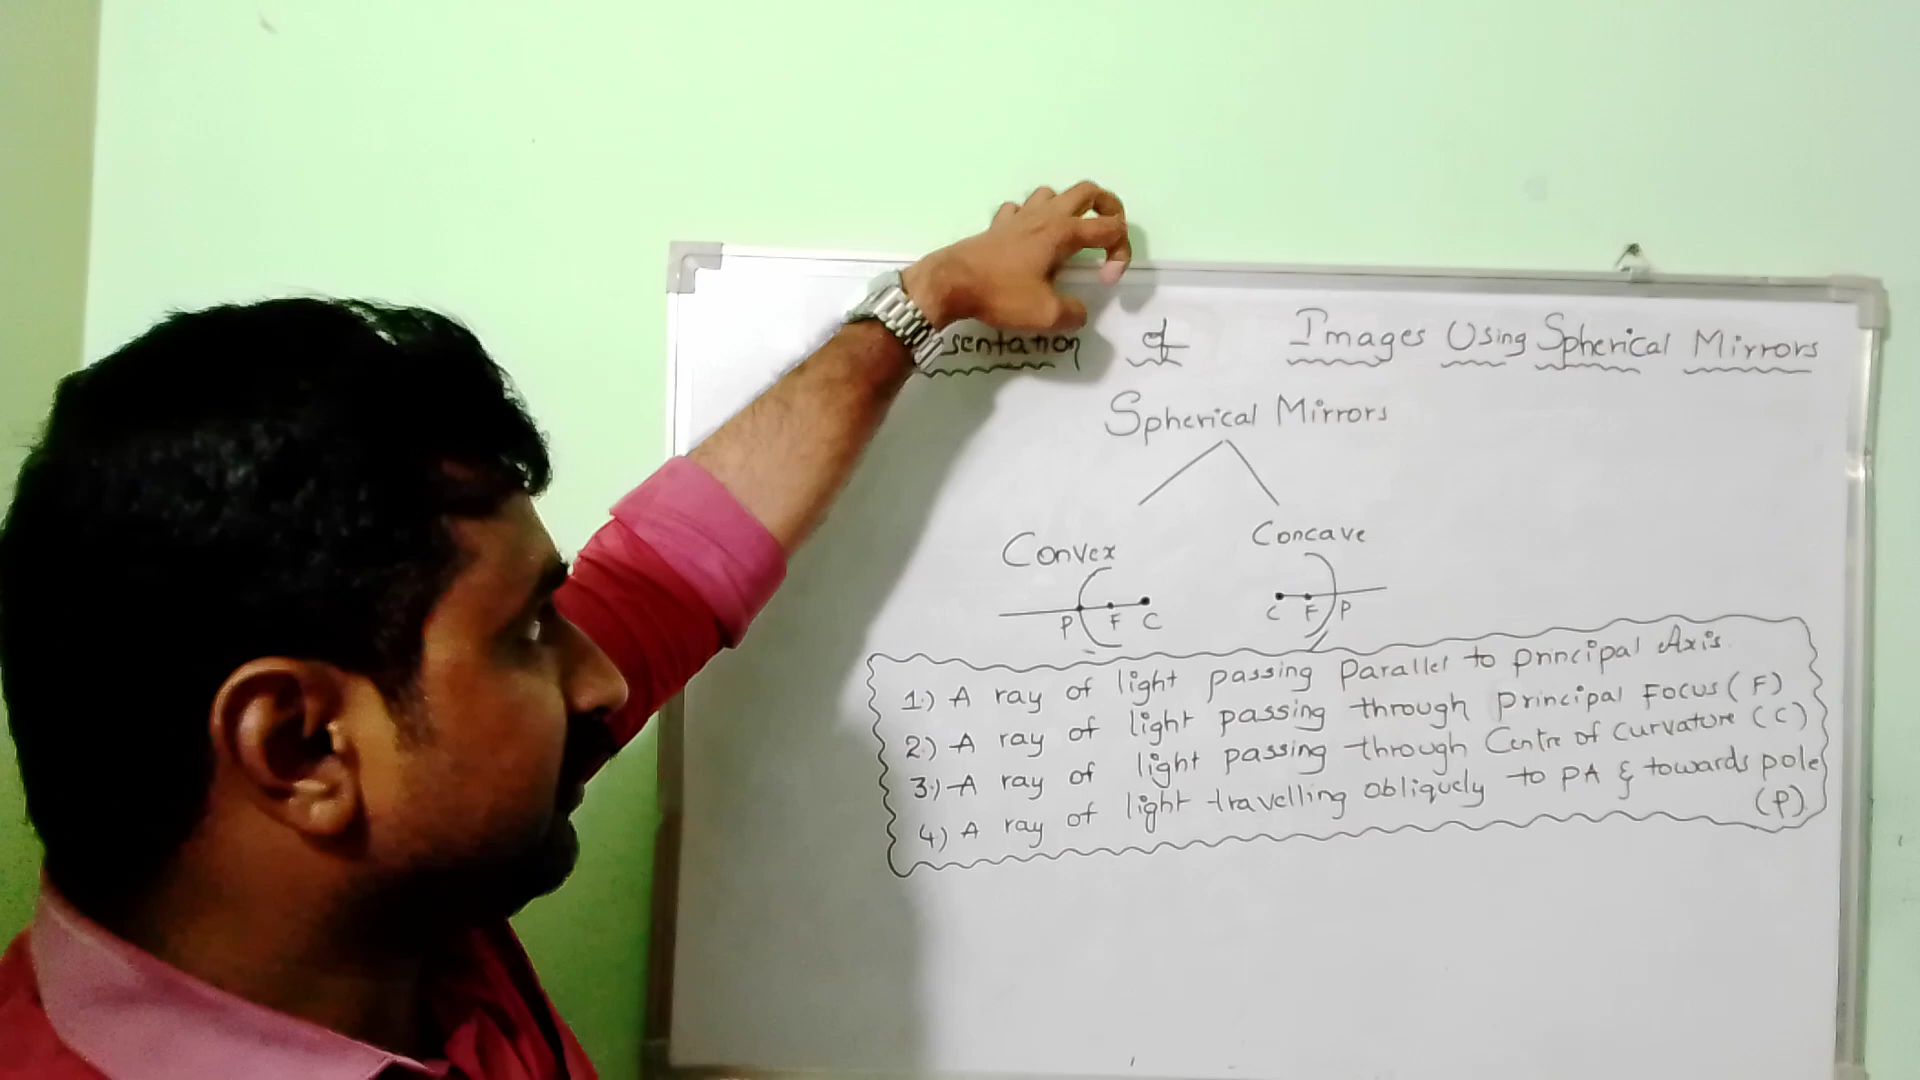 sentation of Images Using Spherical Mirrors
Spherical Mirrors
Convex
Concave
P F C
C F P
1.) A ray of light passing parallel to principal Axis.
2.) A ray of light passing through principal Focus (F)
3.) A ray of light passing through Centre of curvature (C)
4.) A ray of light travelling obliquely to PA & towards pole
(P)